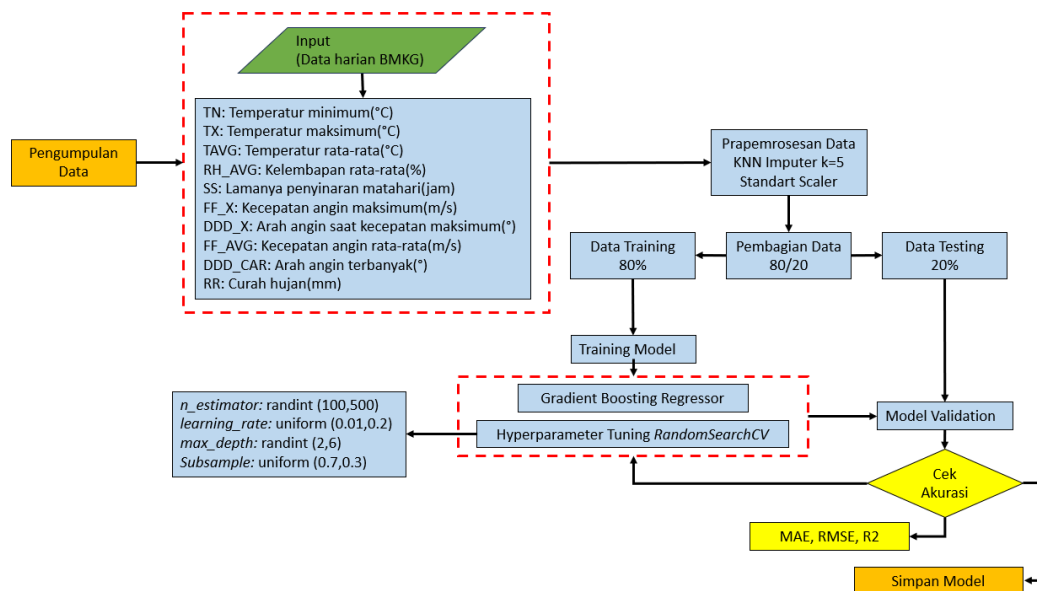 Input
(Data harian BMKG)
Pengumpulan
Data
TN: Temperatur minimum(°C)
TX: Temperatur maksimum(°C)
TAVG: Temperatur rata-rata(°C)
RH_AVG: Kelembapan rata-rata(%)
SS: Lamanya penyinaran matahari(jam)
FF_X: Kecepatan angin maksimum(m/s)
DDD_X: Arah angin saat kecepatan maksimum(°)
FF_AVG: Kecepatan angin rata-rata(m/s)
DDD_CAR: Arah angin terbanyak(°)
RR: Curah hujan(mm)
Prapemrosesan Data
KNN Imputer k=5
Standart Scaler
Data Training
80%
Pembagian Data
80/20
Data Testing
20%
Training Model
Gradient Boosting Regressor
Hyperparameter Tuning RandomSearchCV
n_estimator: randint (100,500)
learning_rate: uniform (0.01,0.2)
max_depth: randint (2,6)
Subsample: uniform (0.7,0.3)
Model Validation
Cek
Akurasi
MAE, RMSE, R2
Simpan Model